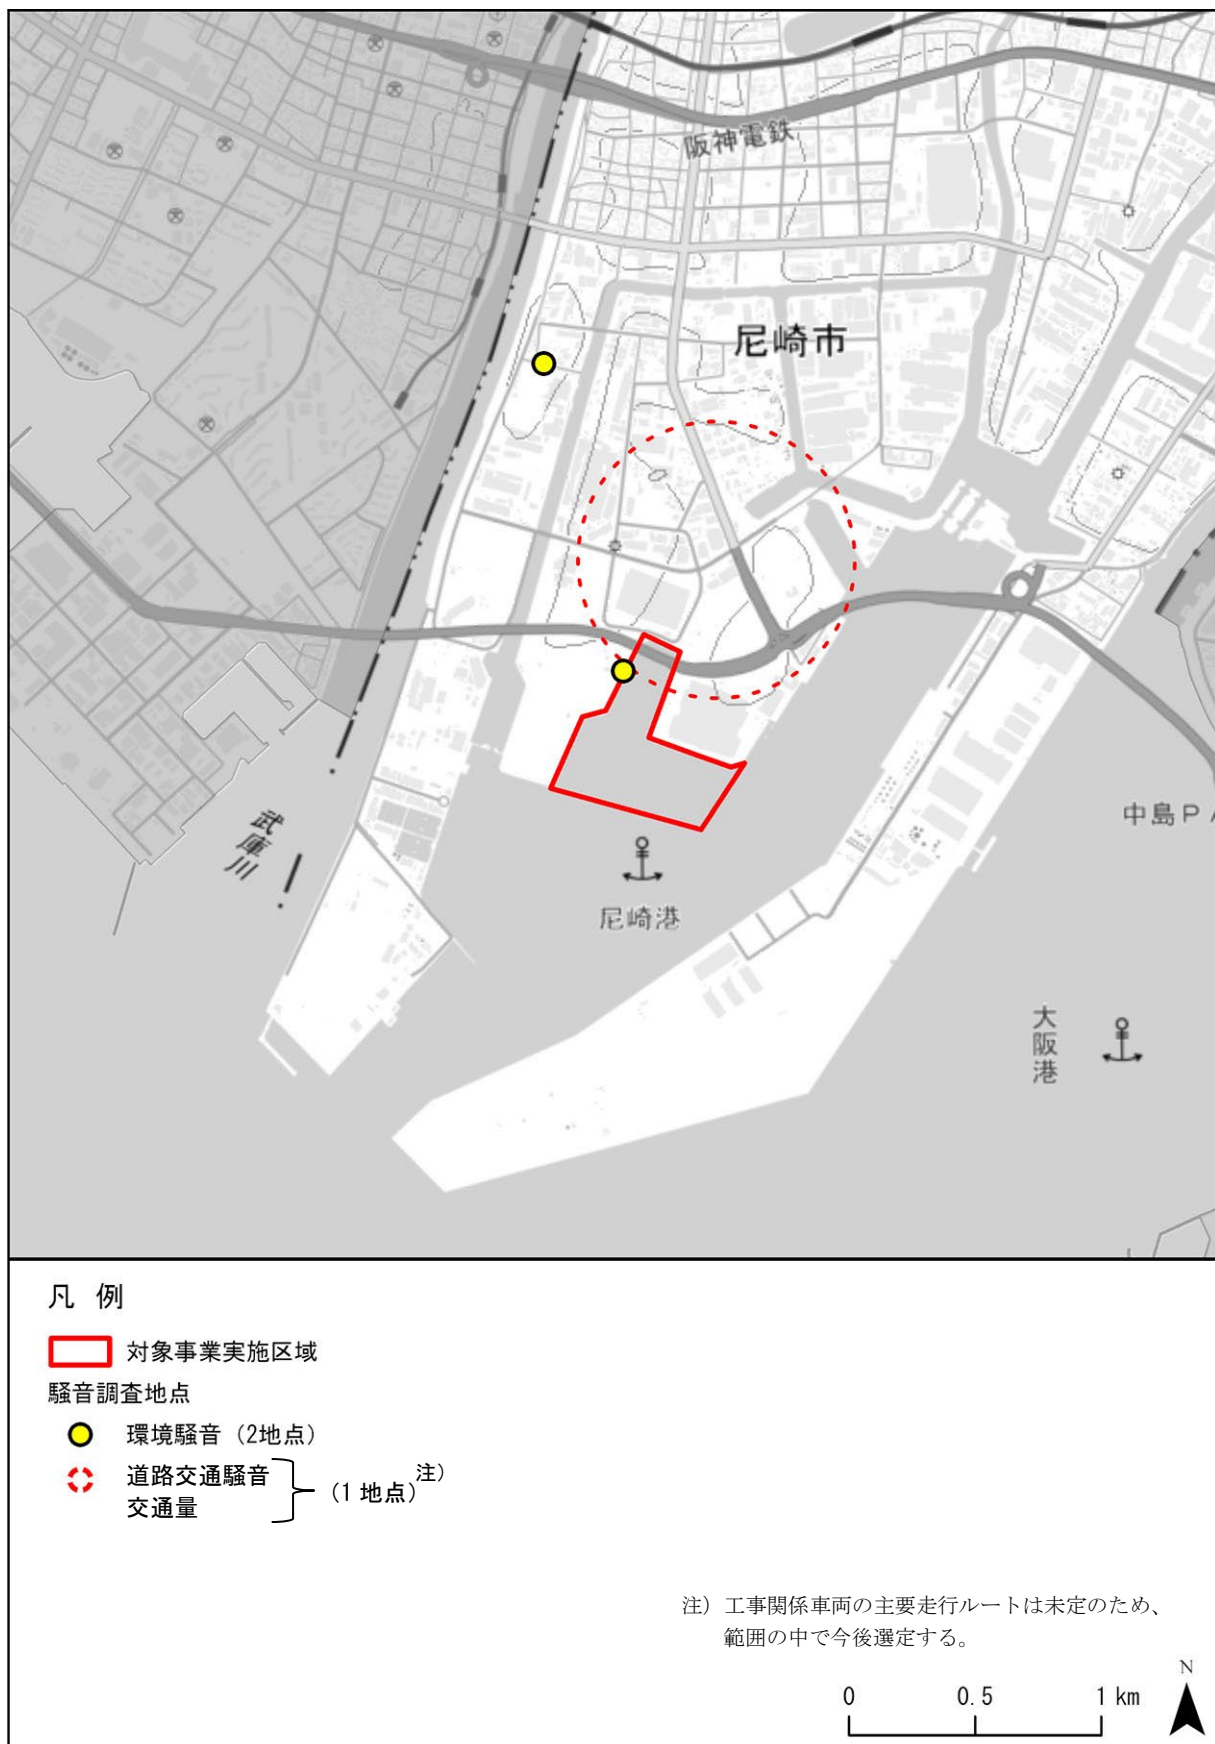 阪神電鉄
尼崎市
中島PA
武庫川
尼崎港
大阪港
凡 例
対象事業実施区域
騒音調査地点
環境騒音（2地点）
道路交通騒音
交通量
（1 地点）注）
注）工事関係車両の主要走行ルートは未定のため、
範囲の中で今後選定する。
N
0 0.5 1 km